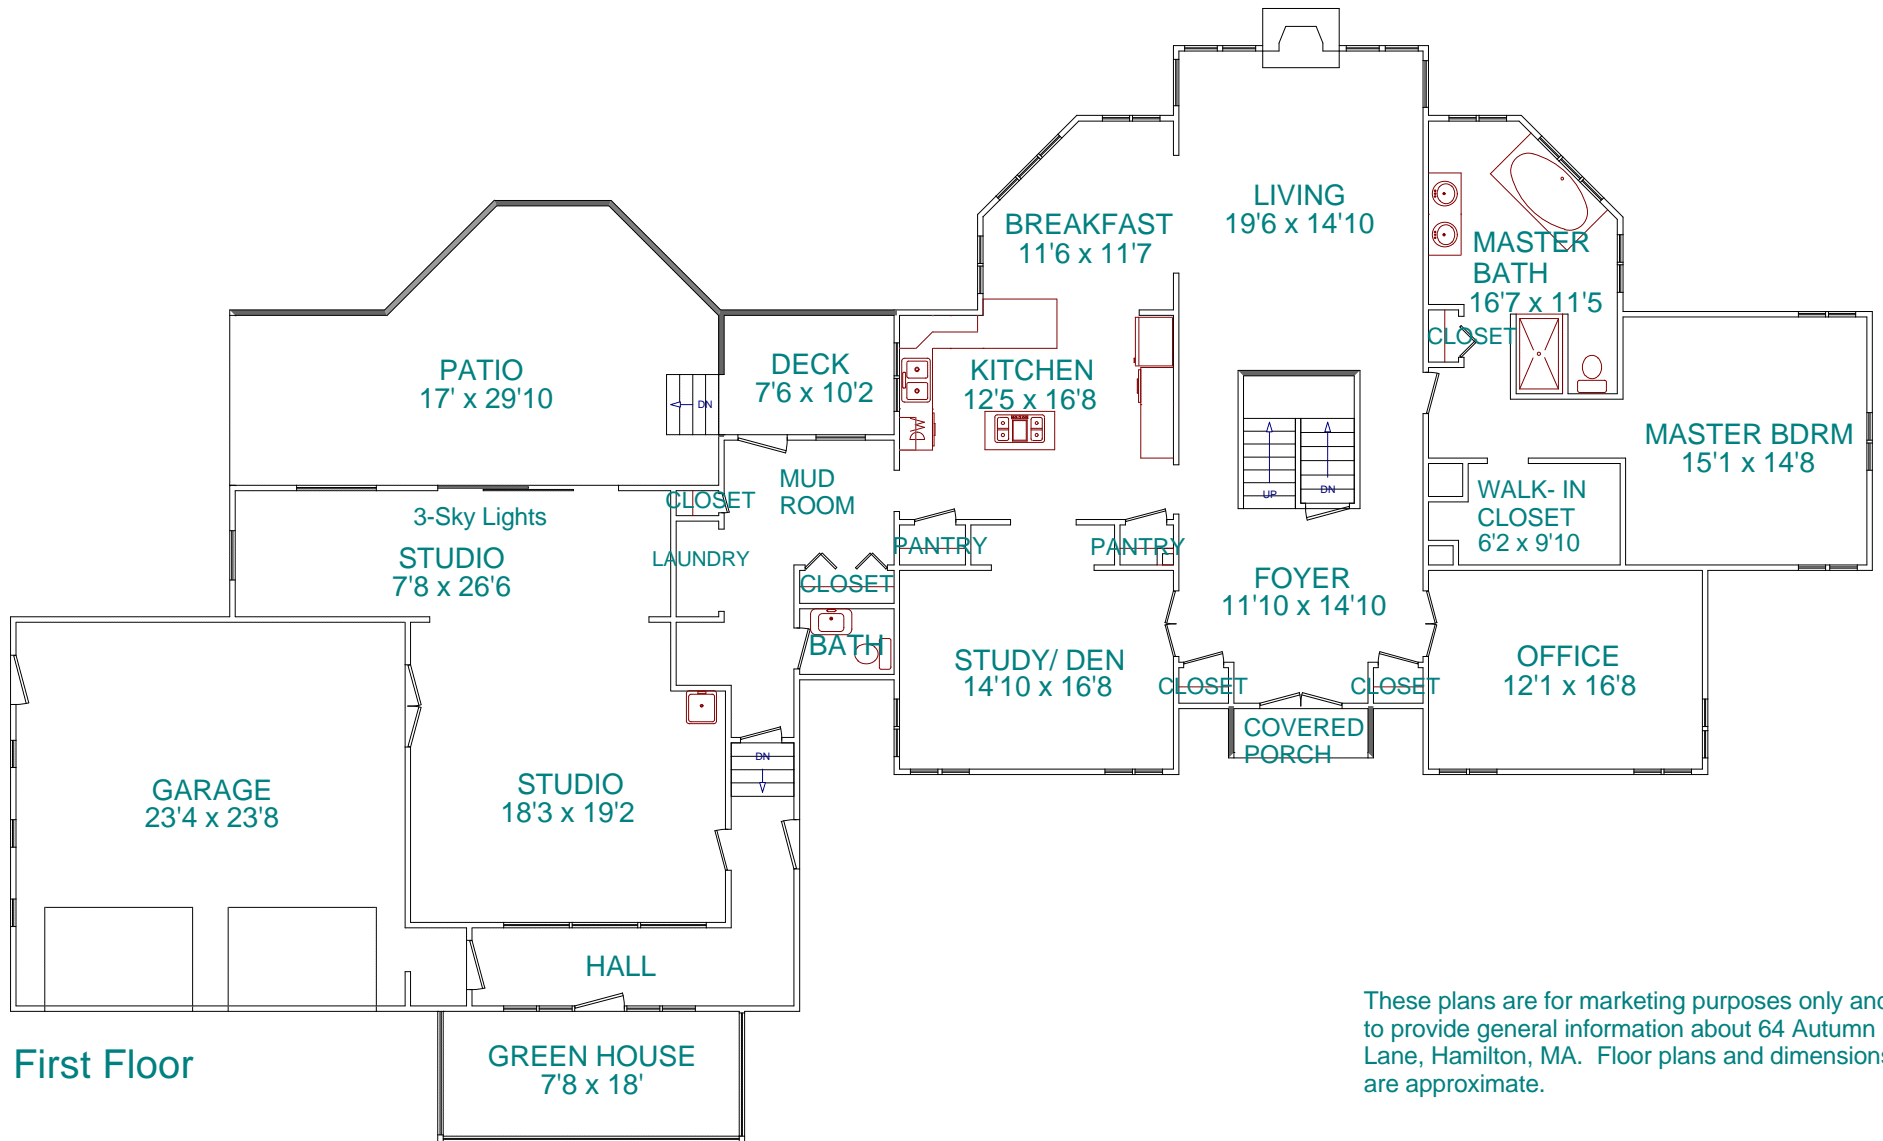 LIVING
19'6 x 14'10
BREAKFAST
11'6 x 11'7
MASTER
BATH
16'7 x 11'5
CLOSET
PATIO
17' x 29'10
DN
DECK
7'6 x 10'2
KITCHEN
12'5 x 16'8
DW
MASTER BDRM
15'1 x 14'8
UP
DN
MUD
ROOM
CLOSET
WALK- IN
CLOSET
6'2 x 9'10
3-Sky Lights
STUDIO
7'8 x 26'6
LAUNDRY
PANTRY
PANTRY
CLOSET
FOYER
11'10 x 14'10
BATH
STUDY/ DEN
14'10 x 16'8
CLOSET
CLOSET
OFFICE
12'1 x 16'8
COVERED
PORCH
DN
GARAGE
23'4 x 23'8
STUDIO
18'3 x 19'2
HALL
GREEN HOUSE
7'8 x 18'
First Floor
These plans are for marketing purposes only and
to provide general information about 64 Autumn
Lane, Hamilton, MA.  Floor plans and dimensions
are approximate.